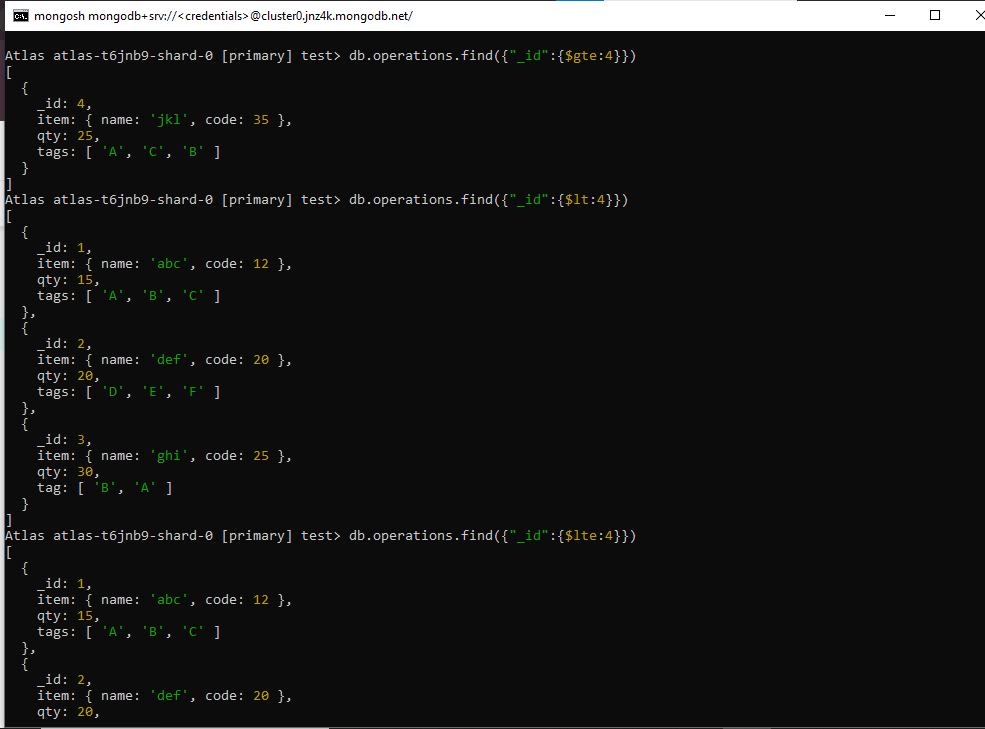 mongosh mongodb+srv://<credentials>@cluster0.jnz4k.mongodb.net/
Atlas atlas-t6jnb9-shard-0 [primary] test> db.operations.find({"_id":{$gte:4}})
[
  {
    _id: 4,
    item: { name: 'jkl', code: 35 },
    qty: 25,
    tags: [ 'A', 'C', 'B' ]
  }
]
Atlas atlas-t6jnb9-shard-0 [primary] test> db.operations.find({"_id":{$lt:4}})
[
  {
    _id: 1,
    item: { name: 'abc', code: 12 },
    qty: 15,
    tags: [ 'A', 'B', 'C' ]
  },
  {
    _id: 2,
    item: { name: 'def', code: 20 },
    qty: 20,
    tags: [ 'D', 'E', 'F' ]
  },
  {
    _id: 3,
    item: { name: 'ghi', code: 25 },
    qty: 30,
    tag: [ 'B', 'A' ]
  }
]
Atlas atlas-t6jnb9-shard-0 [primary] test> db.operations.find({"_id":{$lte:4}})
[
  {
    _id: 1,
    item: { name: 'abc', code: 12 },
    qty: 15,
    tags: [ 'A', 'B', 'C' ]
  },
  {
    _id: 2,
    item: { name: 'def', code: 20 },
    qty: 20,